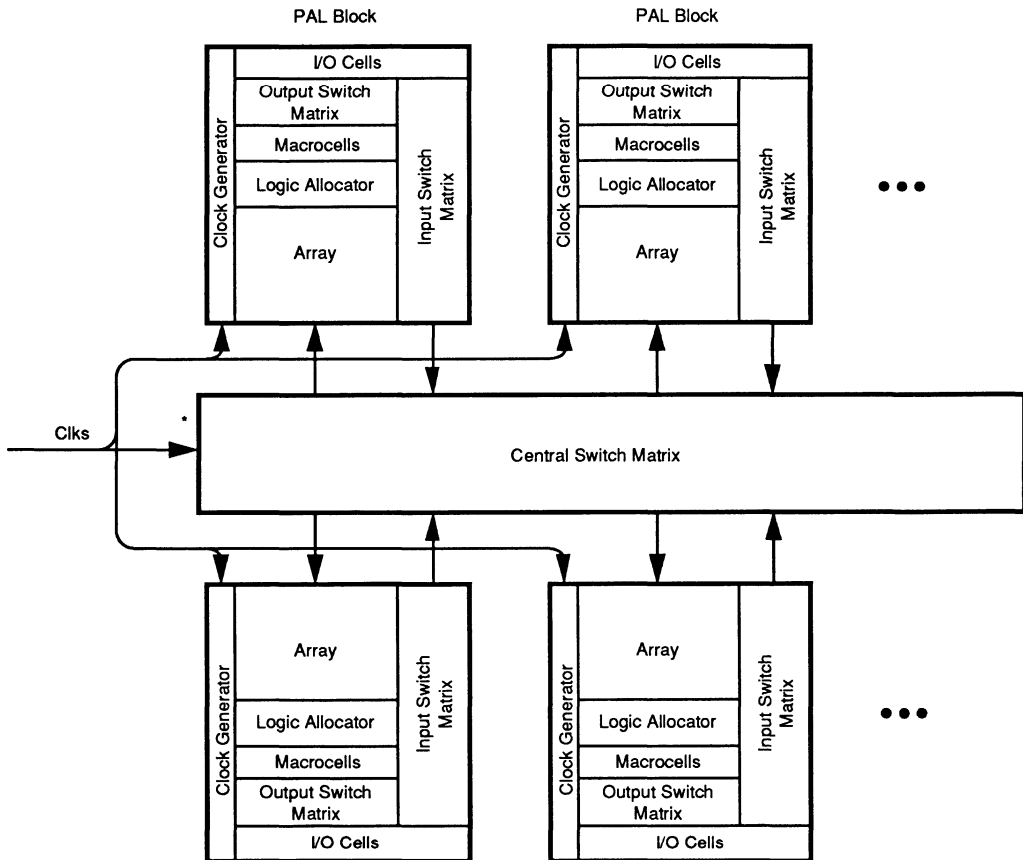 PAL Block
PAL Block
I/O Cells
Output Switch
Matrix
Macrocells
Logic Allocator
Array
Clock Generator
Input Switch
Matrix
I/O Cells
Output Switch
Matrix
Macrocells
Logic Allocator
Array
Clock Generator
Input Switch
Matrix
*
Clks
Central Switch Matrix
Clock Generator
Array
Logic Allocator
Macrocells
Output Switch
Matrix
I/O Cells
Input Switch
Matrix
Clock Generator
Array
Logic Allocator
Macrocells
Output Switch
Matrix
I/O Cells
Input Switch
Matrix